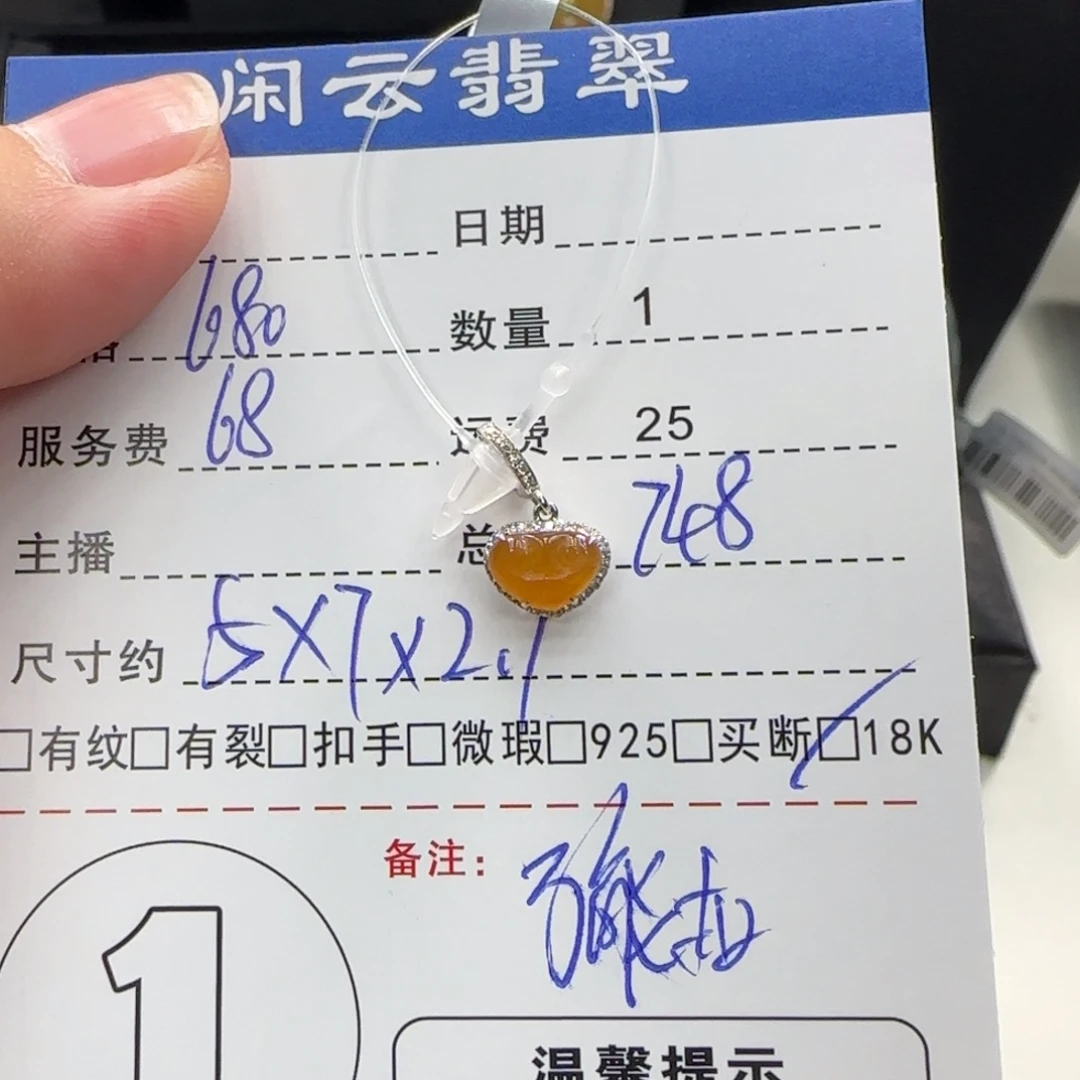 闲云翡翠
日期
680 数量 1
服务费 68 运费 25
主播 总 748
尺寸约 5X7X2.1
□有纹□有裂□扣手□微瑕□925□买断□18K
备注：
1
温馨提示